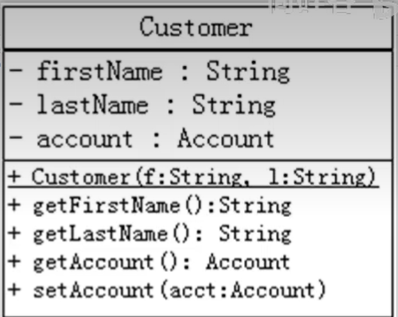 Customer
- firstName : String
- lastName : String
- account : Account
+ Customer(f:String, l:String)
+ getFirstName():String
+ getLastName(): String
+ getAccount(): Account
+ setAccount(acct:Account)